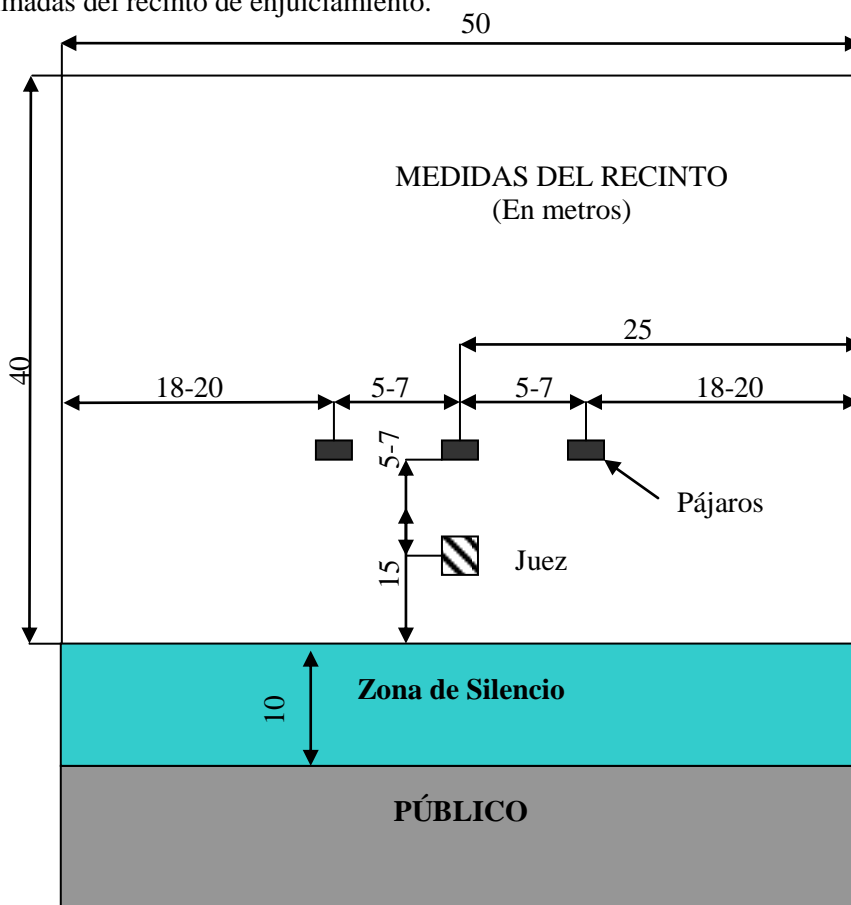 del recinto de enjuiciamiento.
50
MEDIDAS DEL RECINTO
(En metros)
25
40
18-20
5-7
5-7
18-20
5-7
Pájaros
Juez
15
Zona de Silencio
10
PÚBLICO